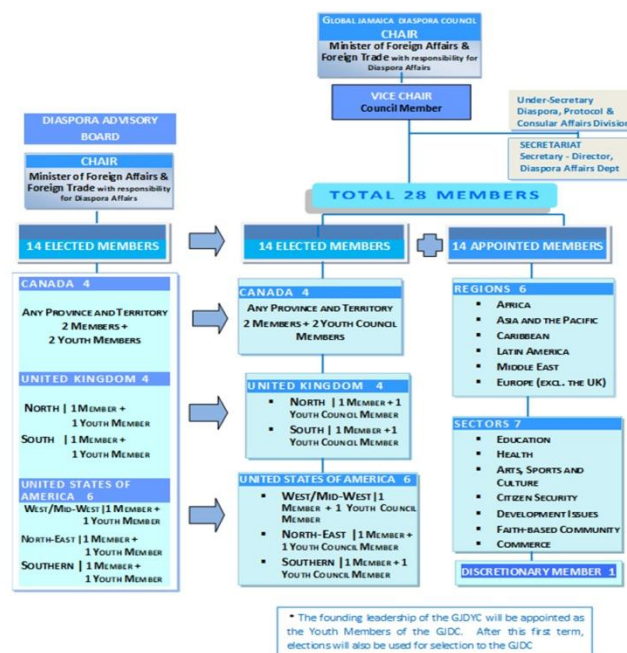 GLOBAL JAMAICA DIASPORA COUNCIL
CHAIR
Minister of Foreign Affairs &
Foreign Trade with responsibility for
Diaspora Affairs
VICE CHAIR
Council Member
Under-Secretary
Diaspora, Protocol &
Consular Affairs Division
SECRETARIAT
Secretary - Director,
Diaspora Affairs Dept
DIASPORA ADVISORY
BOARD
CHAIR
Minister of Foreign Affairs &
Foreign Trade with responsibility
for Diaspora Affairs
TOTAL 28 MEMBERS
14 ELECTED MEMBERS
14 ELECTED MEMBERS
14 APPOINTED MEMBERS
CANADA 4
ANY PROVINCE AND TERRITORY
2 MEMBERS +
2 YOUTH MEMBERS
UNITED KINGDOM 4
NORTH | 1 MEMBER +
1 YOUTH MEMBER
SOUTH | 1 MEMBER +
1 YOUTH MEMBER
UNITED STATES OF
AMERICA 6
WEST/MID-WEST |1 MEMBER +
1 YOUTH MEMBER
NORTH-EAST |1 MEMBER +
1 YOUTH MEMBER
SOUTHERN | 1 MEMBER +
1 YOUTH MEMBER
CANADA 4
ANY PROVINCE AND TERRITORY
2 MEMBERS + 2 YOUTH COUNCIL
MEMBERS
UNITED KINGDOM 4
▪ NORTH | 1 MEMBER + 1
YOUTH COUNCIL MEMBER
▪ SOUTH | 1 MEMBER +1
YOUTH COUNCIL MEMBER
UNITED STATES OF AMERICA 6
▪ WEST/MID-WEST |1
MEMBER + 1 YOUTH COUNCIL
MEMBER
▪ NORTH-EAST |1 MEMBER +
1 YOUTH COUNCIL MEMBER
▪ SOUTHERN |1 MEMBER + 1
YOUTH COUNCIL MEMBER
REGIONS 6
▪ AFRICA
▪ ASIA AND THE PACIFIC
▪ CARIBBEAN
▪ LATIN AMERICA
▪ MIDDLE EAST
▪ EUROPE (EXCL. THE UK)
SECTORS 7
▪ EDUCATION
▪ HEALTH
▪ ARTS, SPORTS AND
CULTURE
▪ CITIZEN SECURITY
▪ DEVELOPMENT ISSUES
▪ FAITH-BASED COMMUNITY
▪ COMMERCE
DISCRETIONARY MEMBER 1
* The founding leadership of the GJDYC will be appointed as
the Youth Members of the GJDC. After this first term,
elections will also be used for selection to the GJDC